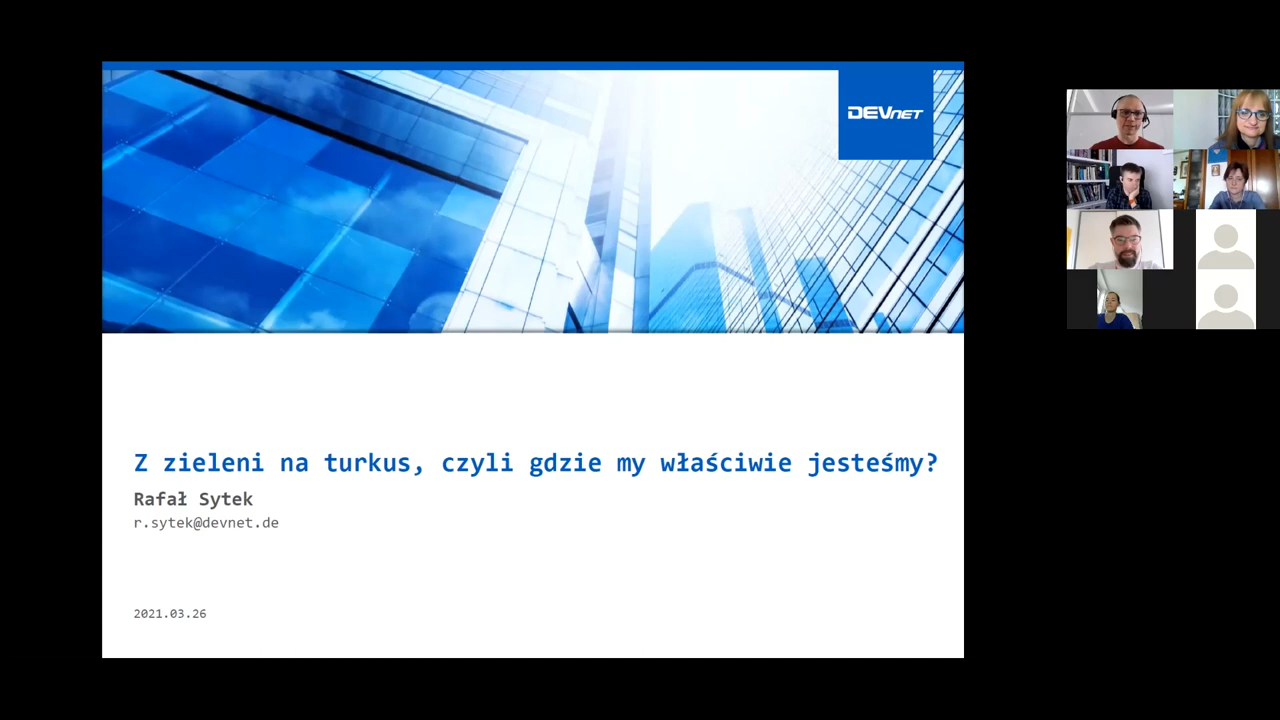 DEVnet
Z zieleni na turkus, czyli gdzie my właściwie jesteśmy?
Rafał Sytek
r.sytek@devnet.de
2021.03.26